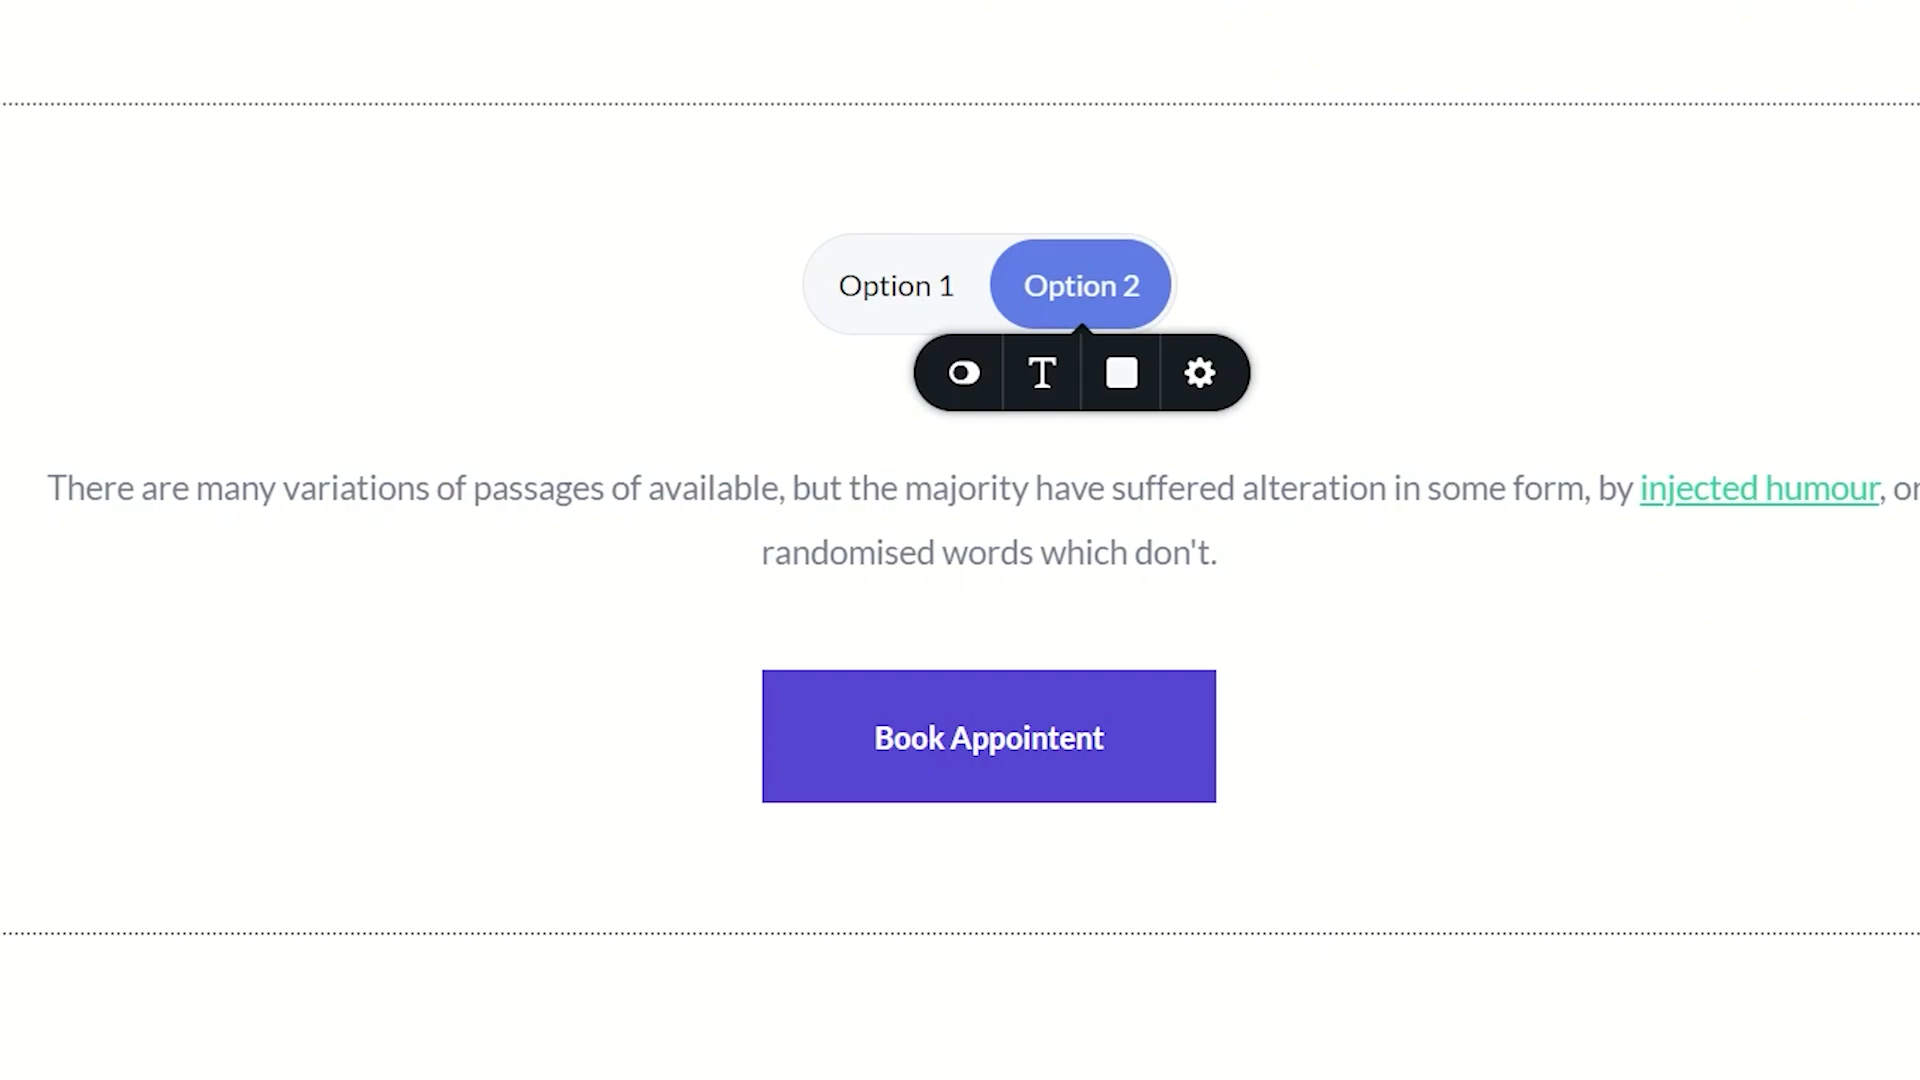 Option 1 Option 2
There are many variations of passages of available, but the majority have suffered alteration in some form, by injected humour, or
randomised words which don't.
Book Appointent